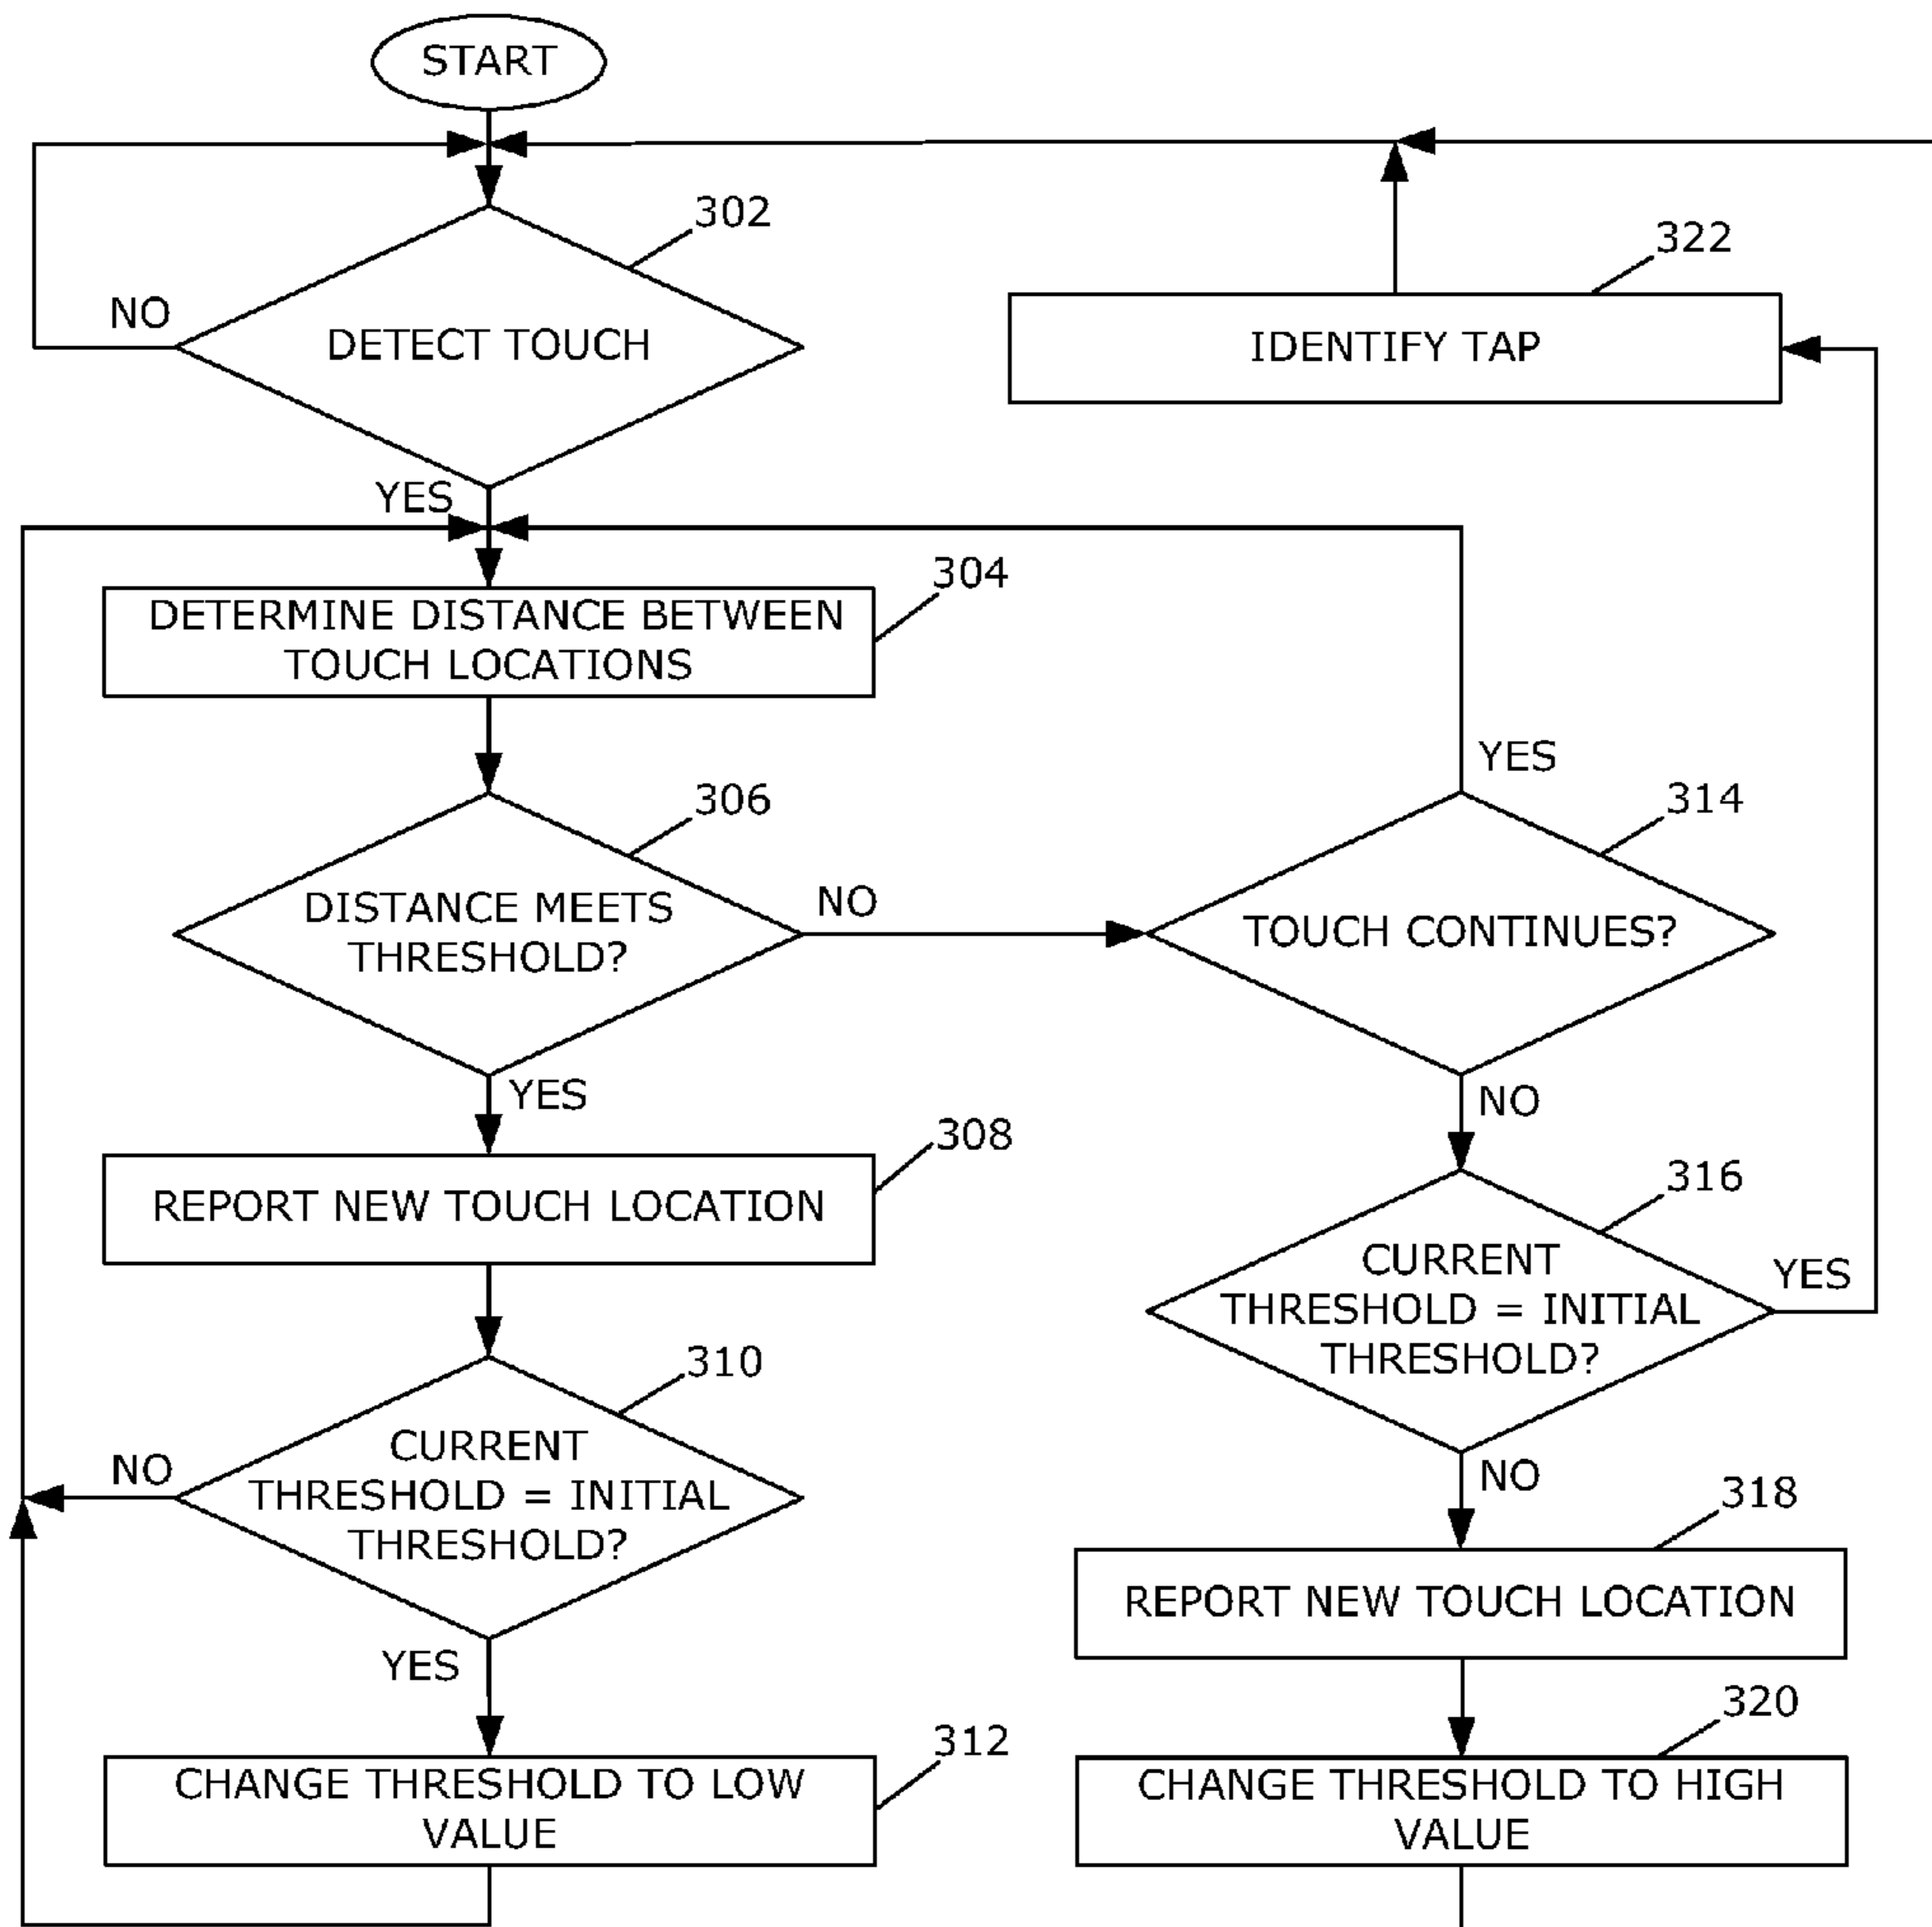 START
302
NO
DETECT TOUCH
YES
322
IDENTIFY TAP
304
DETERMINE DISTANCE BETWEEN
TOUCH LOCATIONS
306
DISTANCE MEETS
THRESHOLD?
NO
YES
314
TOUCH CONTINUES?
YES
NO
308
REPORT NEW TOUCH LOCATION
310
CURRENT
THRESHOLD = INITIAL
THRESHOLD?
NO
YES
312
CHANGE THRESHOLD TO LOW
VALUE
316
CURRENT
THRESHOLD = INITIAL
THRESHOLD?
YES
NO
318
REPORT NEW TOUCH LOCATION
320
CHANGE THRESHOLD TO HIGH
VALUE